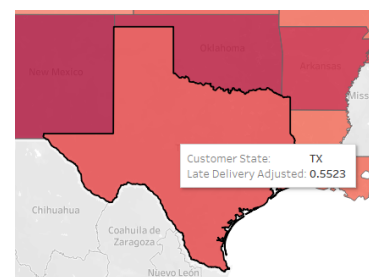 Oklahoma
New Mexico
Arkansas
Miss
Customer State: TX
Late Delivery Adjusted: 0.5523
Chihuahua
Coahuila de
Zaragoza
Nuevo León